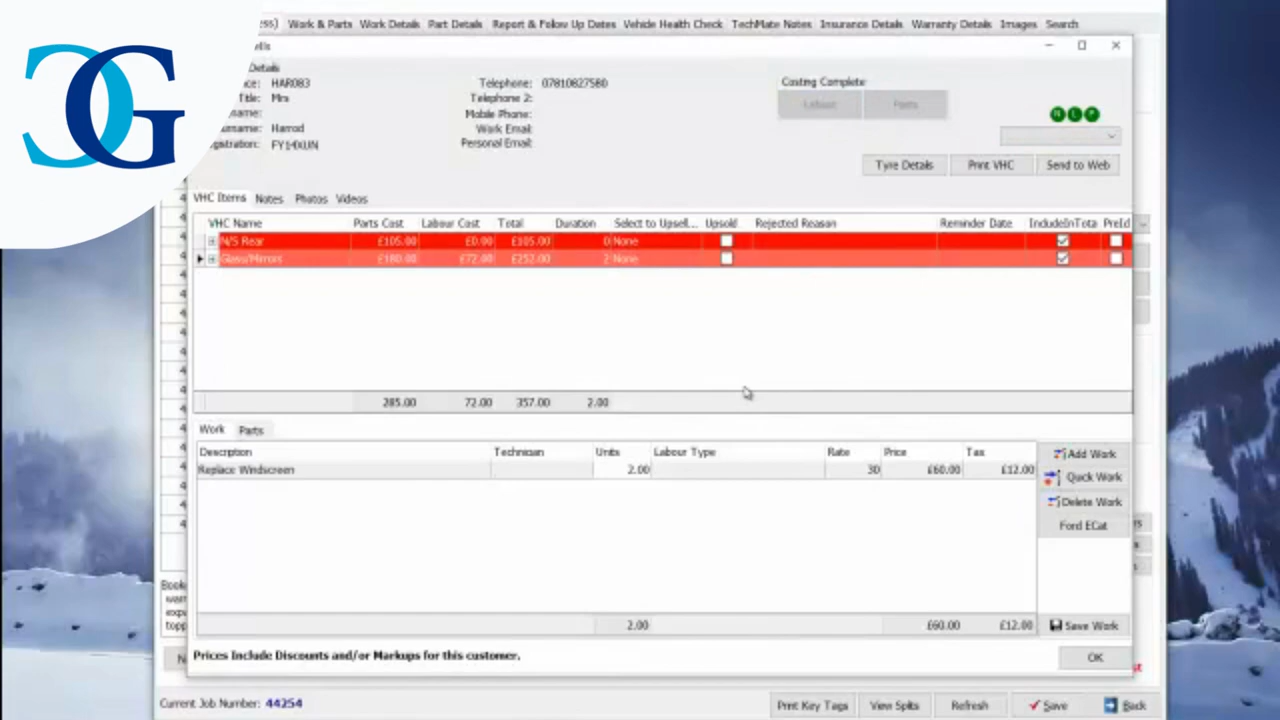 CG
ess) Work & Parts Work Details Part Details Report & Follow Up Dates Vehicle Health Check TechMate Notes Insurance Details Warranty Details Images Search
ells
Details
nce: HAR083 Telephone: 07810827580 Costing Complete
Title: Mrs Telephone 2: Labour Parts
name: Mobile Phone: N L P
urname: Harrod Work Email:
gistration: FY14XUN Personal Email:
Tyre Details Print VHC Send to Web
VHC Items Notes Photos Videos
VHC Name Parts Cost Labour Cost Total Duration Select to Upsell... Upsold Rejected Reason Reminder Date IncludeInTota PreId
N/S Rear £105.00 £0.00 £105.00 0 None
Glass/Mirrors £180.00 £72.00 £252.00 2 None
285.00 72.00 357.00 2.00
Work Parts
Description Technician Units Labour Type Rate Price Tax
Replace Windscreen 2.00 30 £60.00 £12.00
Add Work
Quick Work
Delete Work
Ford ECat
2.00 £60.00 £12.00
Save Work
Prices Include Discounts and/or Markups for this customer.
OK
Current Job Number: 44254 Print Key Tags View Splits Refresh Save Back